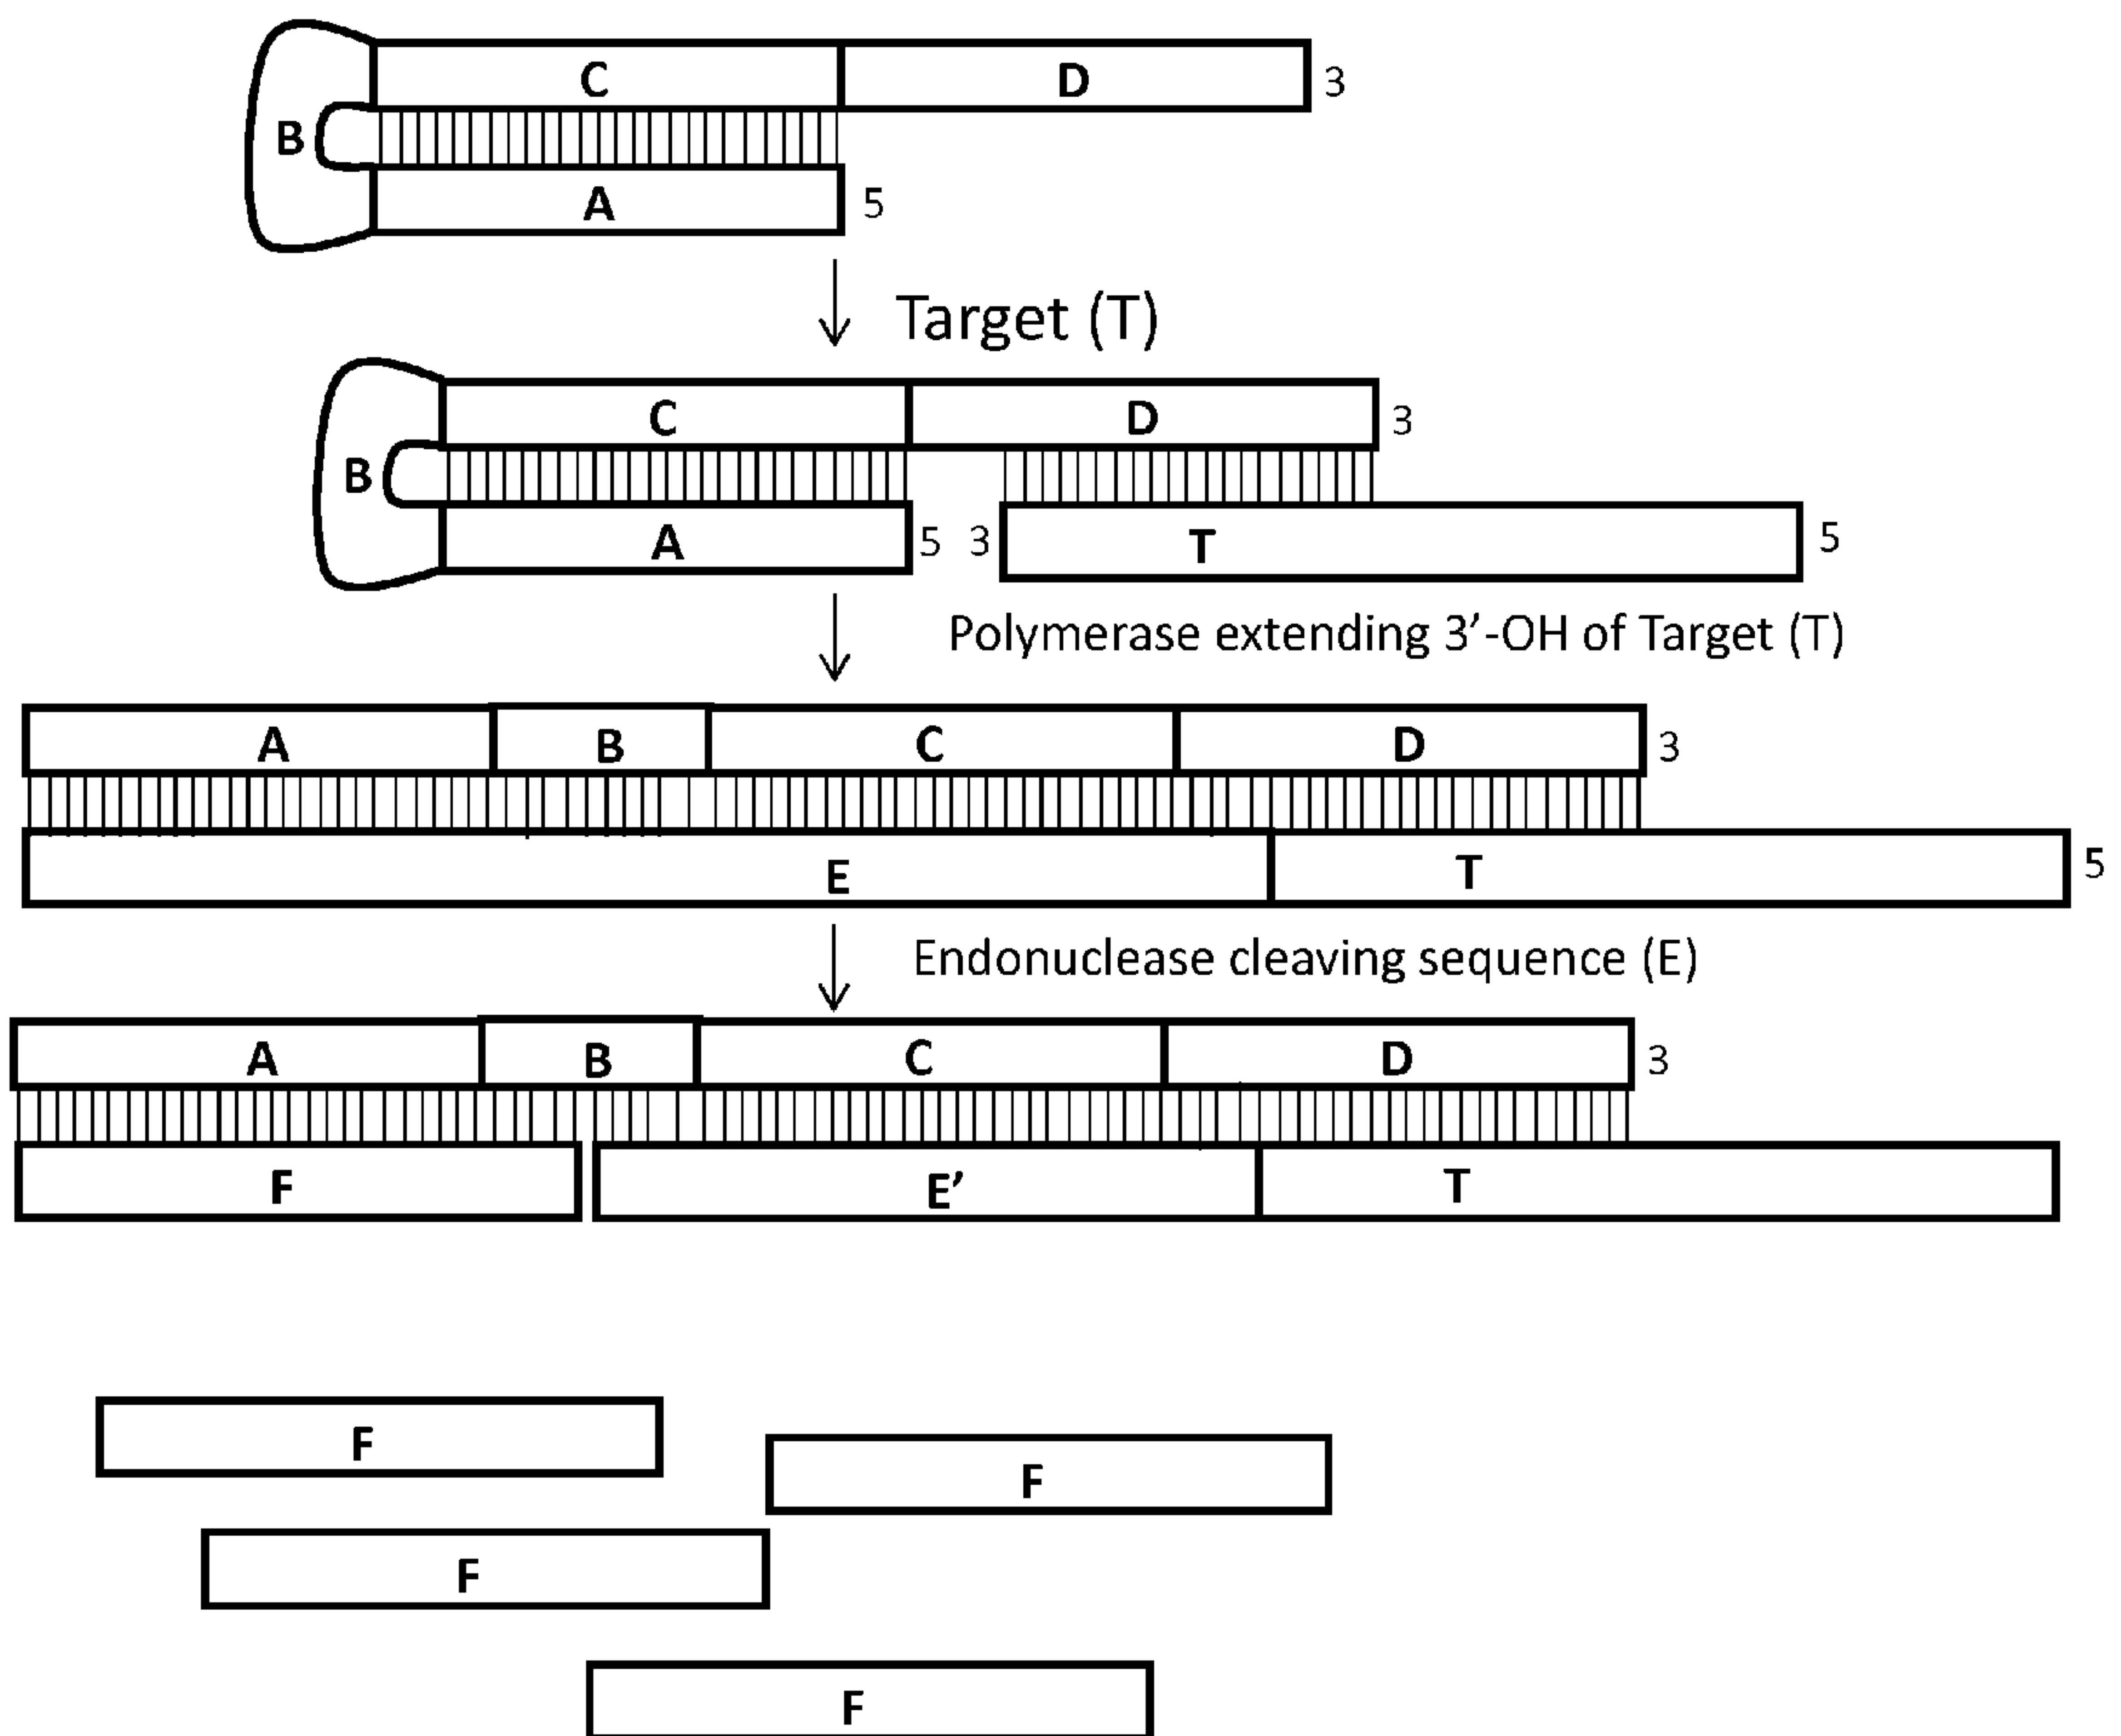 C D 3
B
A 5
Target (T)
C D 3
B
A 5 3 T 5
Polymerase extending 3’-OH of Target (T)
A B C D 3
E T 5
Endonuclease cleaving sequence (E)
A B C D 3
F E’ T
F
F
F
F